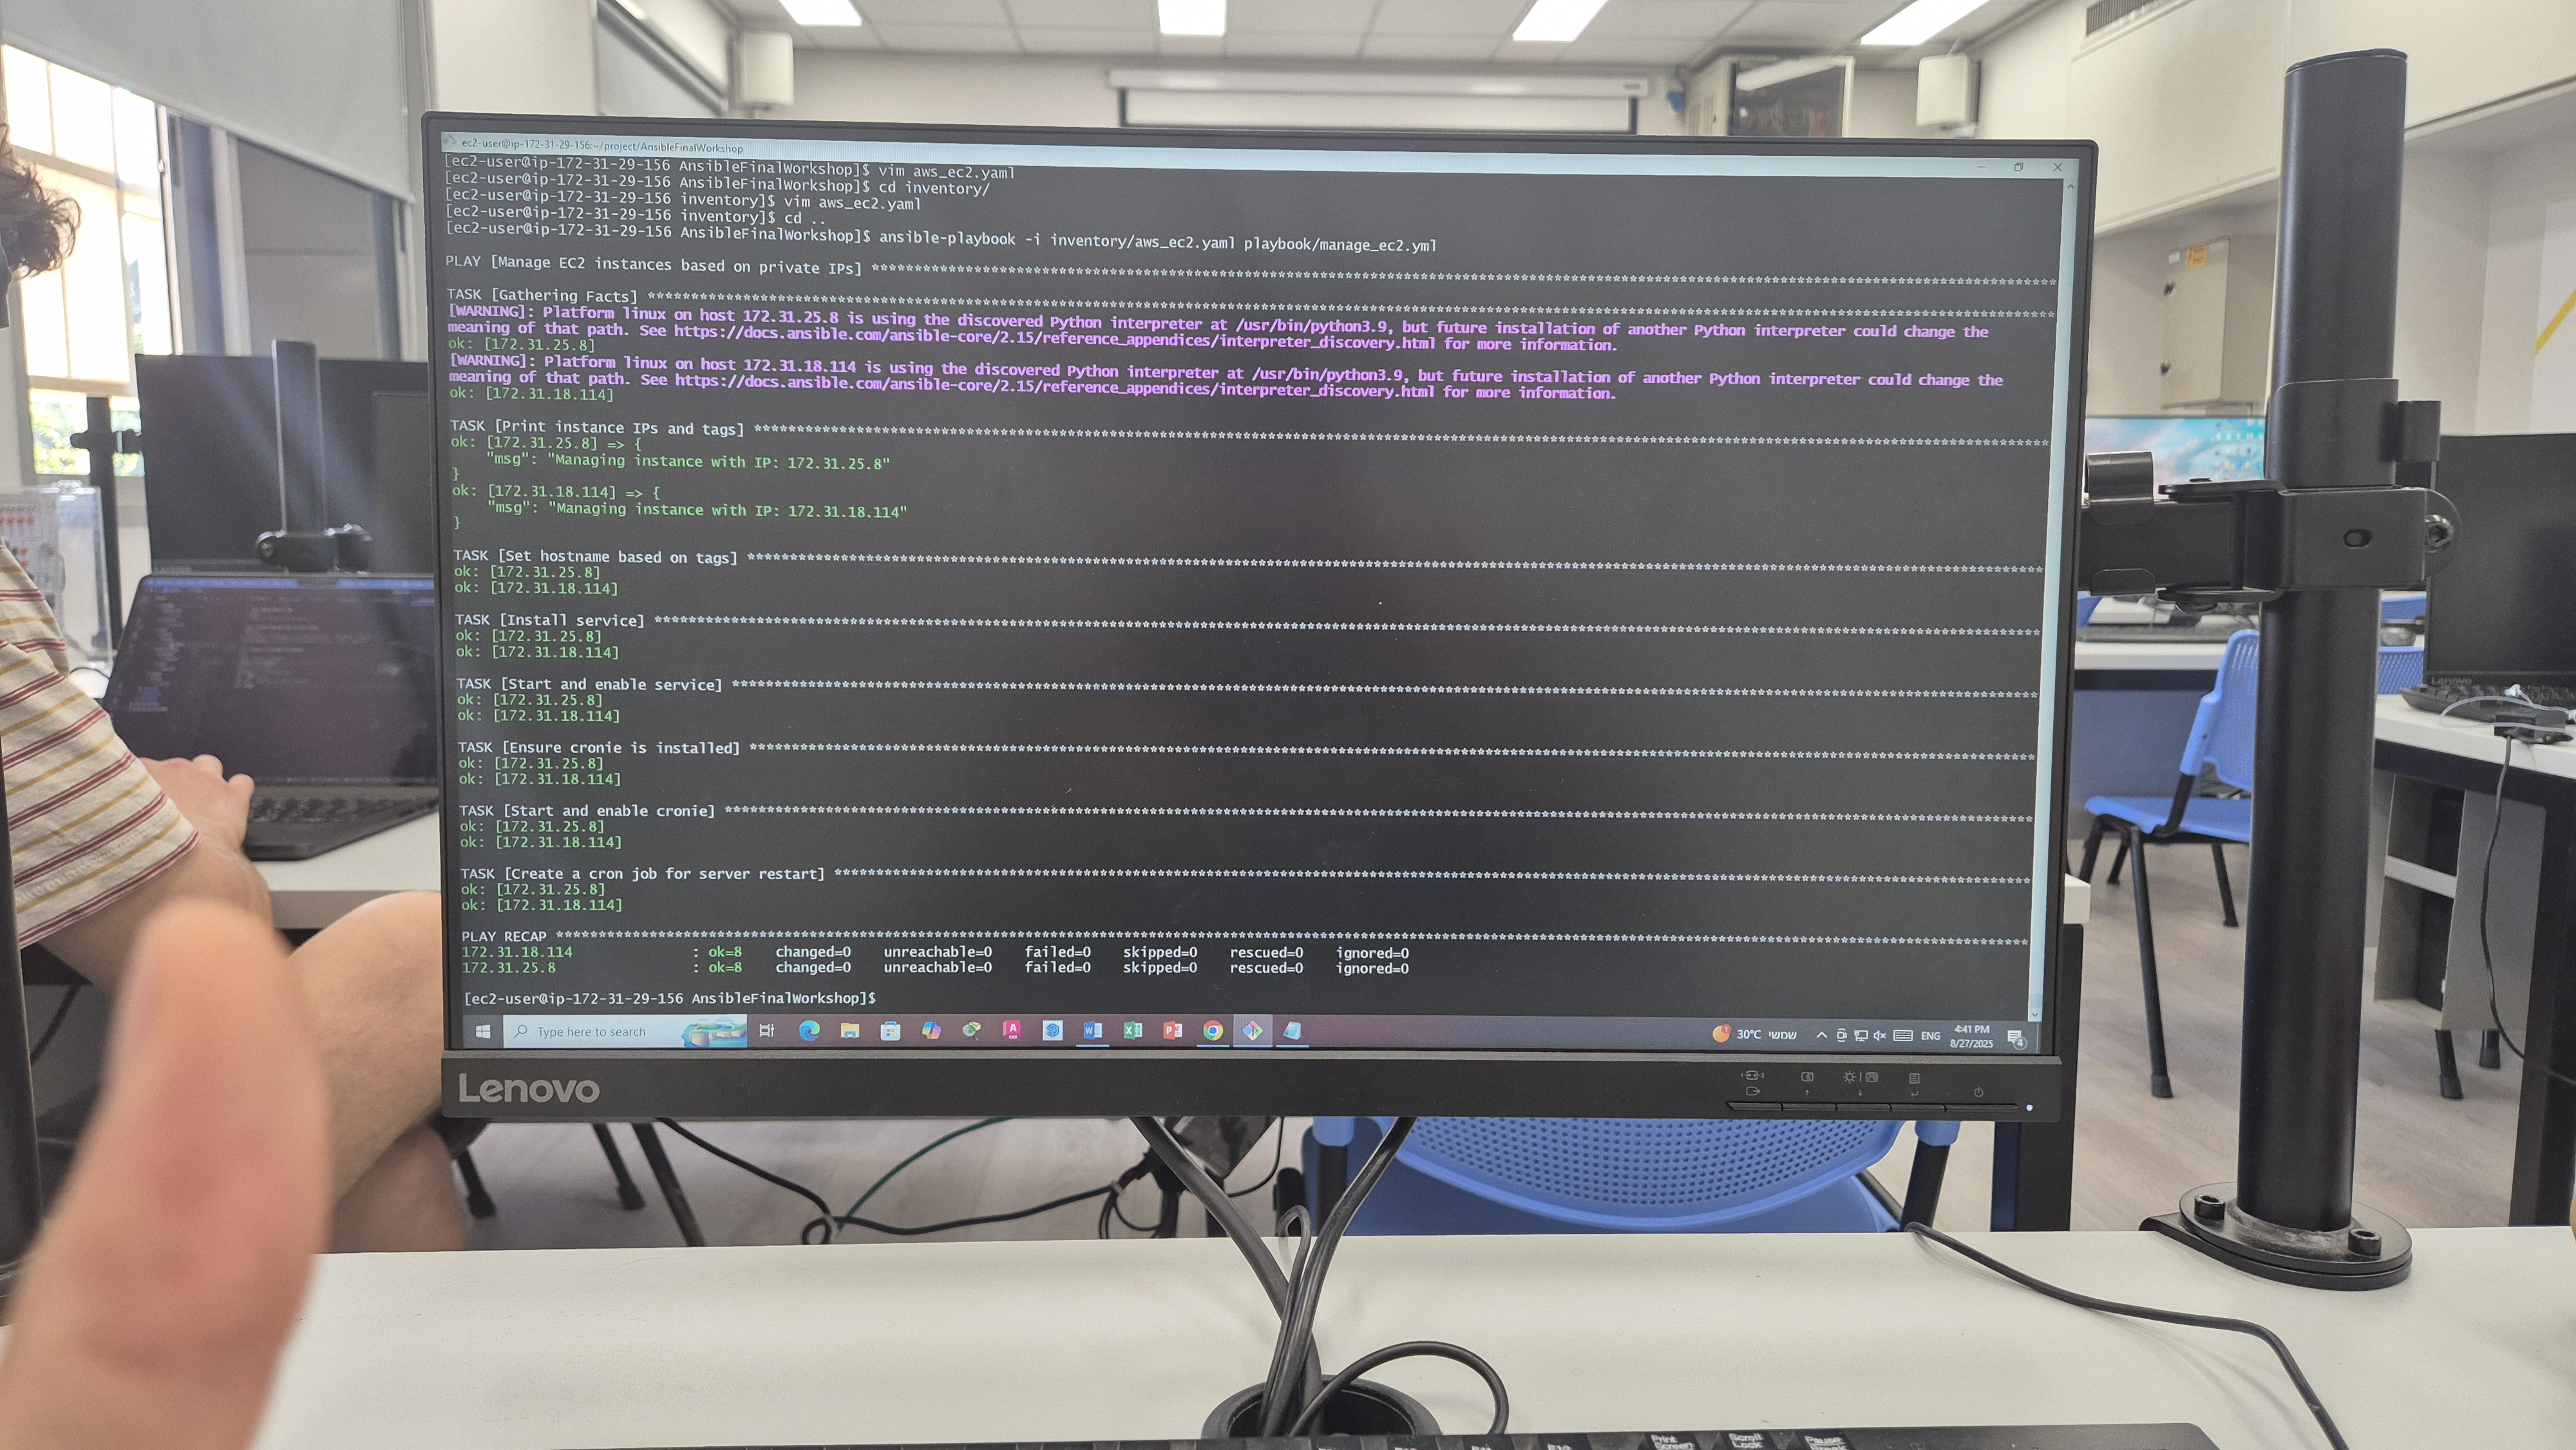 ec2-user@ip-172-31-29-156:~/project/AnsibleFinalWorkshop
[ec2-user@ip-172-31-29-156 AnsibleFinalWorkshop]$ vim aws_ec2.yaml
[ec2-user@ip-172-31-29-156 AnsibleFinalWorkshop]$ cd inventory/
[ec2-user@ip-172-31-29-156 inventory]$ vim aws_ec2.yaml
[ec2-user@ip-172-31-29-156 inventory]$ cd ..
[ec2-user@ip-172-31-29-156 AnsibleFinalWorkshop]$ ansible-playbook -i inventory/aws_ec2.yaml playbook/manage_ec2.yml
PLAY [Manage EC2 instances based on private IPs] ****
TASK [Gathering Facts] ****
[WARNING]: Platform linux on host 172.31.25.8 is using the discovered Python interpreter at /usr/bin/python3.9, but future installation of another Python interpreter could change the
meaning of that path. See https://docs.ansible.com/ansible-core/2.15/reference_appendices/interpreter_discovery.html for more information.
ok: [172.31.25.8]
[WARNING]: Platform linux on host 172.31.18.114 is using the discovered Python interpreter at /usr/bin/python3.9, but future installation of another Python interpreter could change the
meaning of that path. See https://docs.ansible.com/ansible-core/2.15/reference_appendices/interpreter_discovery.html for more information.
ok: [172.31.18.114]
TASK [Print instance IPs and tags] ****
ok: [172.31.25.8] => {
"msg": "Managing instance with IP: 172.31.25.8"
}
ok: [172.31.18.114] => {
"msg": "Managing instance with IP: 172.31.18.114"
}
TASK [Set hostname based on tags] ****
ok: [172.31.25.8]
ok: [172.31.18.114]
TASK [Install service] ****
ok: [172.31.25.8]
ok: [172.31.18.114]
TASK [Start and enable service] ****
ok: [172.31.25.8]
ok: [172.31.18.114]
TASK [Ensure cronie is installed] ****
ok: [172.31.25.8]
ok: [172.31.18.114]
TASK [Start and enable cronie] ****
ok: [172.31.25.8]
ok: [172.31.18.114]
TASK [Create a cron job for server restart] ****
ok: [172.31.25.8]
ok: [172.31.18.114]
PLAY RECAP ****
172.31.18.114 : ok=8 changed=0 unreachable=0 failed=0 skipped=0 rescued=0 ignored=0
172.31.25.8 : ok=8 changed=0 unreachable=0 failed=0 skipped=0 rescued=0 ignored=0
[ec2-user@ip-172-31-29-156 AnsibleFinalWorkshop]$
Type here to search
30°C שמשי
ENG
4:41 PM
8/27/2025
4
Lenovo
Lenovo
Print
Screen
Scroll
Lock
Pause
Break